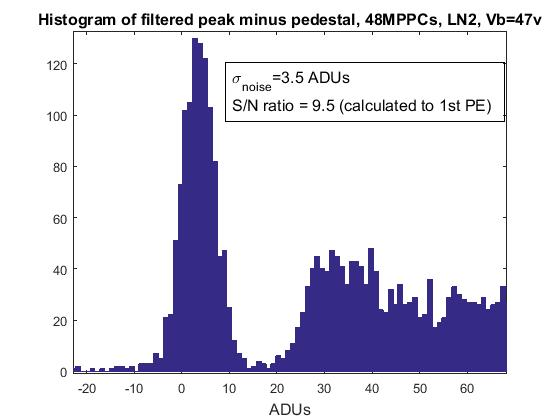 Histogram of filtered peak minus pedestal, 48MPPCs, LN2, Vb=47v
σnoise=3.5 ADUs
S/N ratio = 9.5 (calculated to 1st PE)
120
100
80
60
40
20
0
-20 -10 0 10 20 30 40 50 60
ADUs